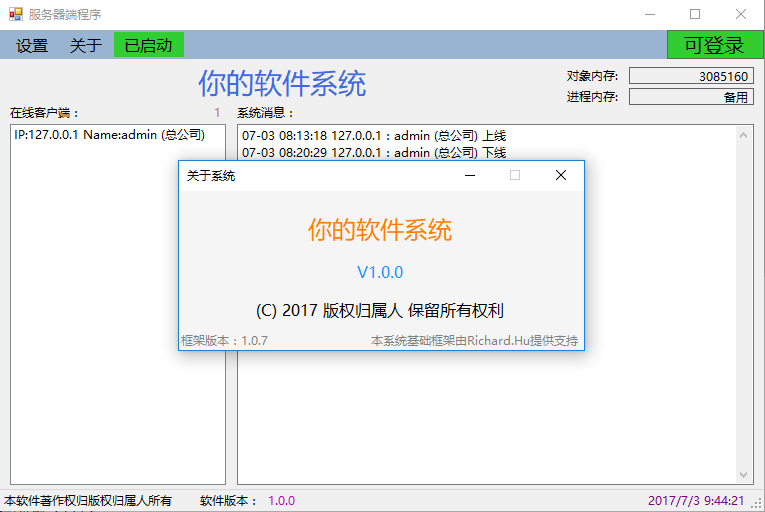 服务器端程序
设置 关于 已启动 可登录
你的软件系统
对象内存: 3085160
进程内存: 备用
在线客户端： 1
系统消息：
IP:127.0.0.1 Name:admin (总公司)
07-03 08:13:18 127.0.0.1：admin (总公司) 上线
07-03 08:20:29 127.0.0.1：admin (总公司) 下线
关于系统
你的软件系统
V1.0.0
(C) 2017 版权归属人 保留所有权利
框架版本：1.0.7 本系统基础框架由Richard.Hu提供支持
本软件著作权归版权归属人所有 软件版本： 1.0.0 2017/7/3 9:44:21